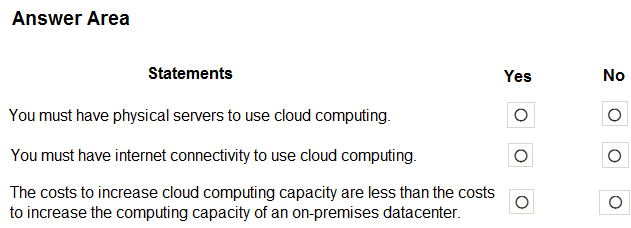 Answer Area
Statements Yes No
You must have physical servers to use cloud computing.
You must have internet connectivity to use cloud computing.
The costs to increase cloud computing capacity are less than the costs
to increase the computing capacity of an on-premises datacenter.